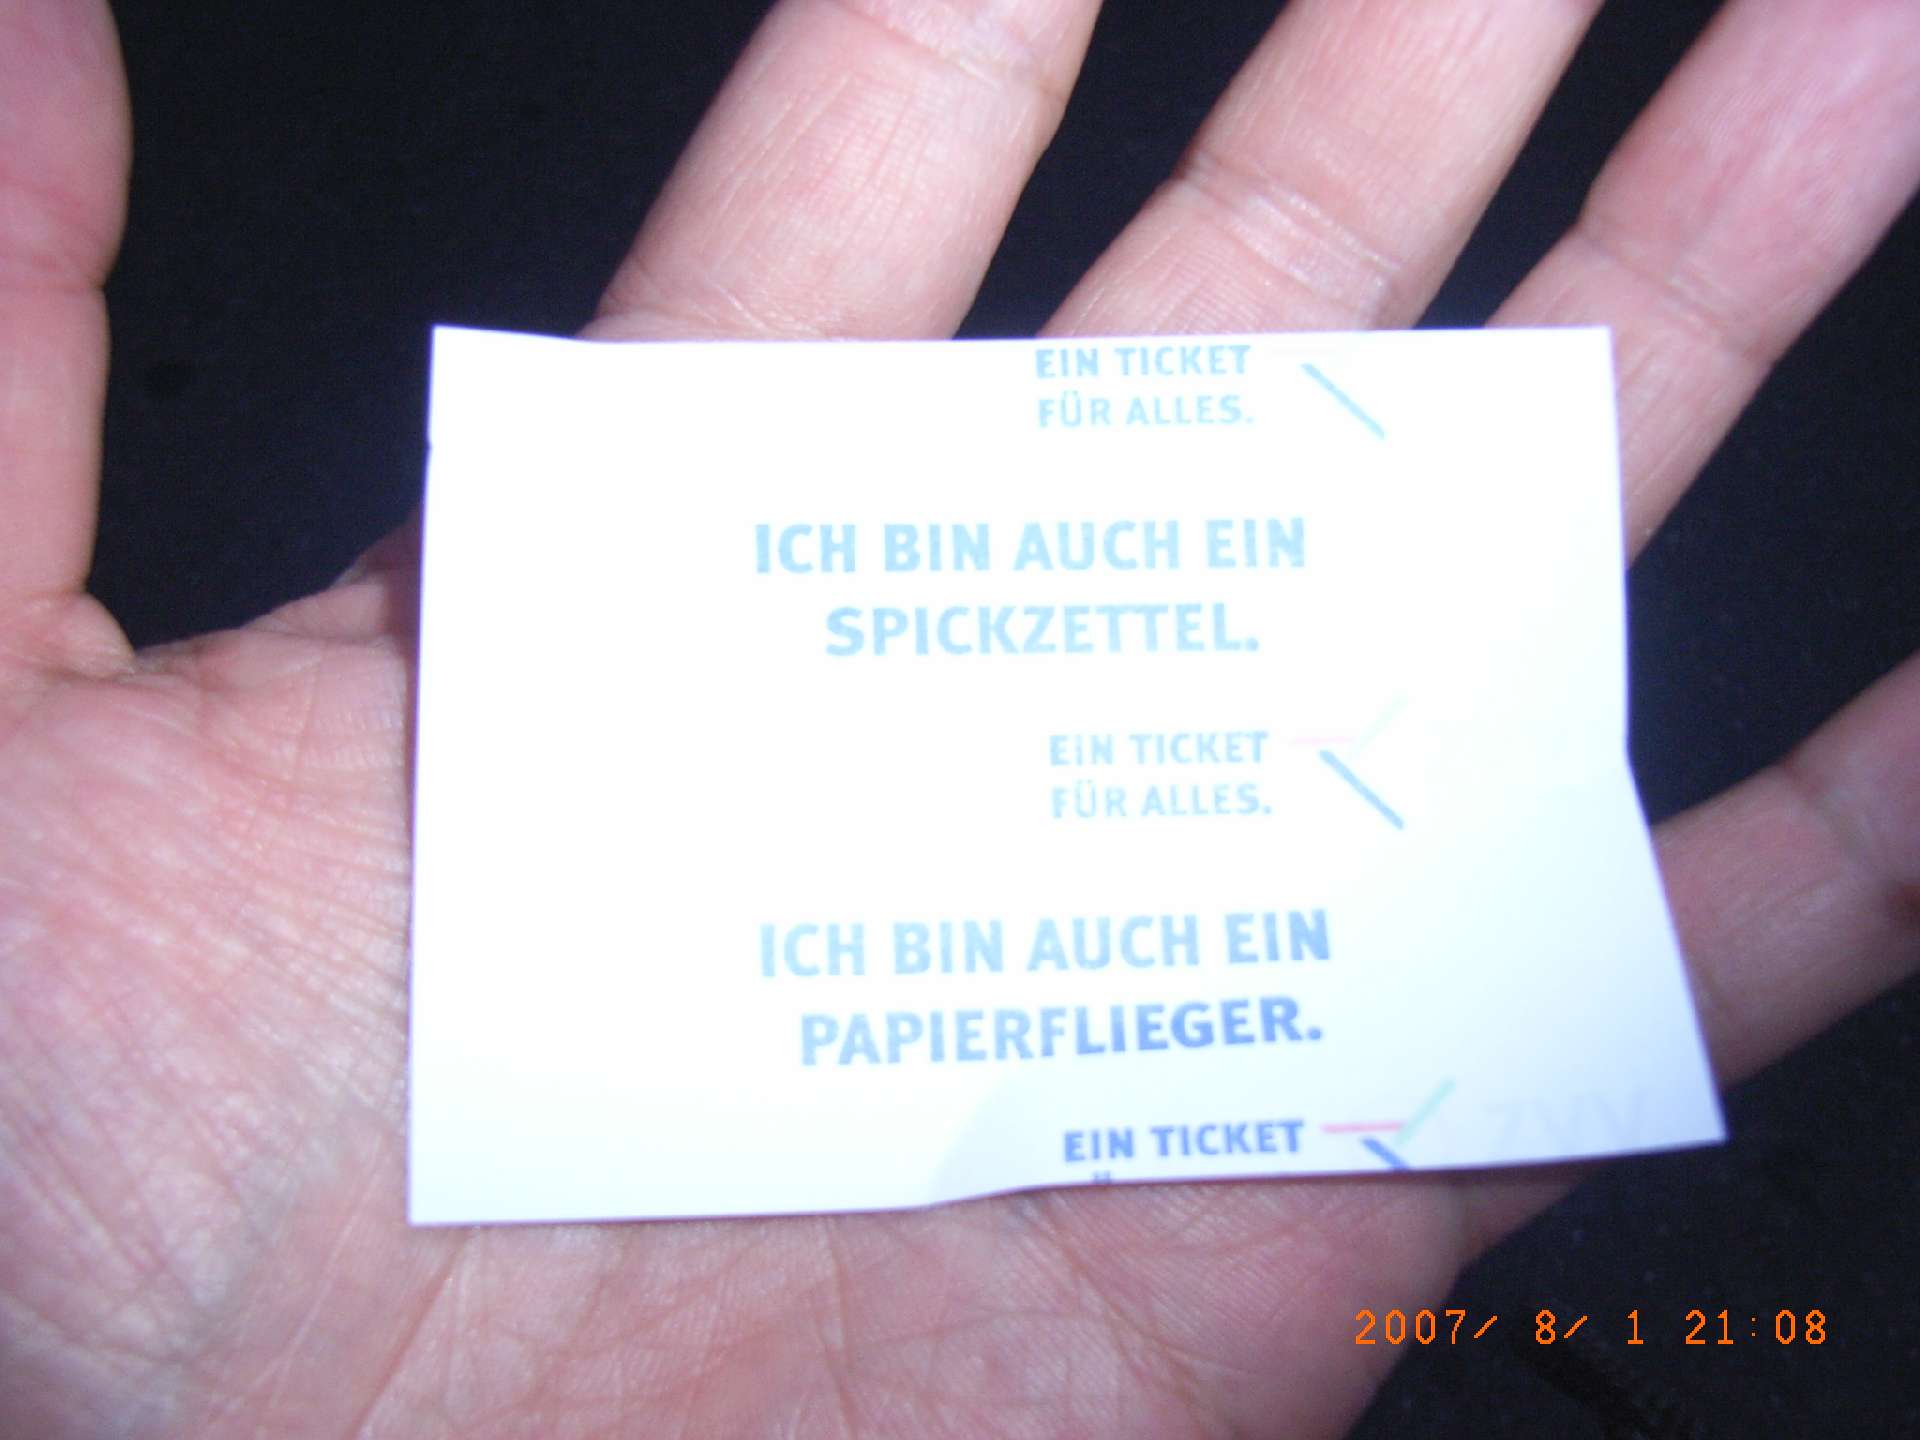 EIN TICKET
FÜR ALLES.
ICH BIN AUCH EIN
SPICKZETTEL.
EIN TICKET
FÜR ALLES.
ICH BIN AUCH EIN
PAPIERFLIEGER.
EIN TICKET
ZVV
2007/ 8/ 1 21:08